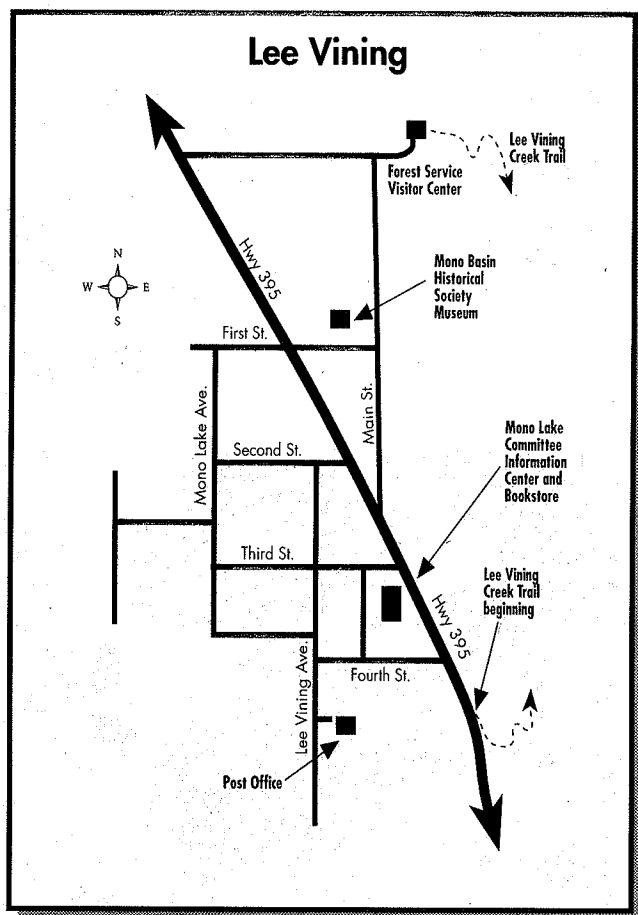 Lee Vining
Lee Vining
Creek Trail
Forest Service
Visitor Center
N
W
E
S
Hwy 395
Mono Basin
Historical
Society
Museum
First St.
Mono Lake Ave.
Main St.
Second St.
Mono Lake
Committee
Information
Center and
Bookstore
Third St.
Lee Vining
Creek Trail
beginning
Hwy 395
Lee Vining Ave.
Fourth St.
Post Office